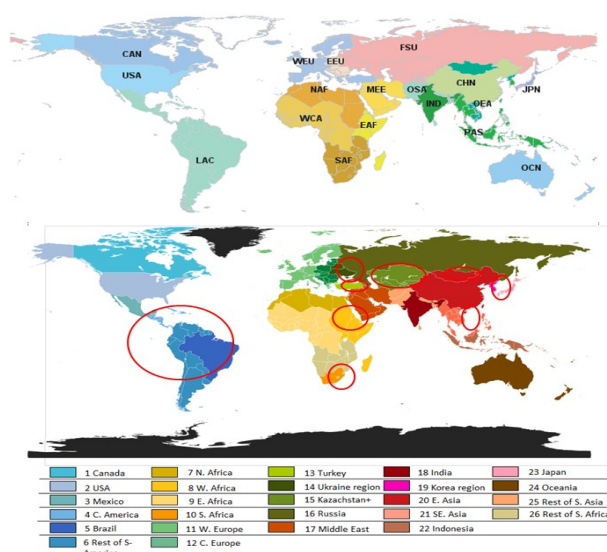 CAN
USA
WEU
EEU
FSU
NAF
MEE
OSA
CHN
JPN
WCA
EAF
IND
OEA
LAC
SAF
PAS
OCN
1 Canada
7 N. Africa
13 Turkey
18 India
23 Japan
2 USA
8 W. Africa
14 Ukraine region
19 Korea region
24 Oceania
3 Mexico
9 E. Africa
15 Kazachstan+
20 E. Asia
25 Rest of S. Asia
4 C. America
10 S. Africa
16 Russia
21 SE. Asia
26 Rest of S. Africa
5 Brazil
11 W. Europe
17 Middle East
22 Indonesia
6 Rest of S-
12 C. Europe